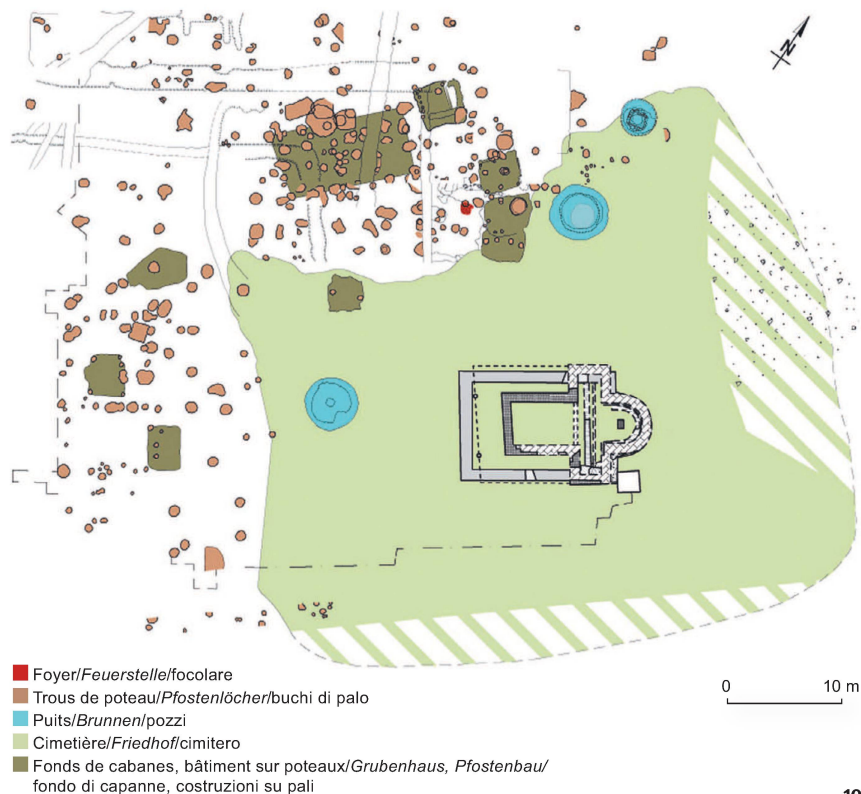 N
Foyer/Feuerstelle/focolare
Trous de poteau/Pfostenlöcher/buchi di palo
Puits/Brunnen/pozzi
Cimetière/Friedhof/cimitero
Fonds de cabanes, bâtiment sur poteaux/Grubenhaus, Pfostenbau/
fondo di capanne, costruzioni su pali
0 10 m